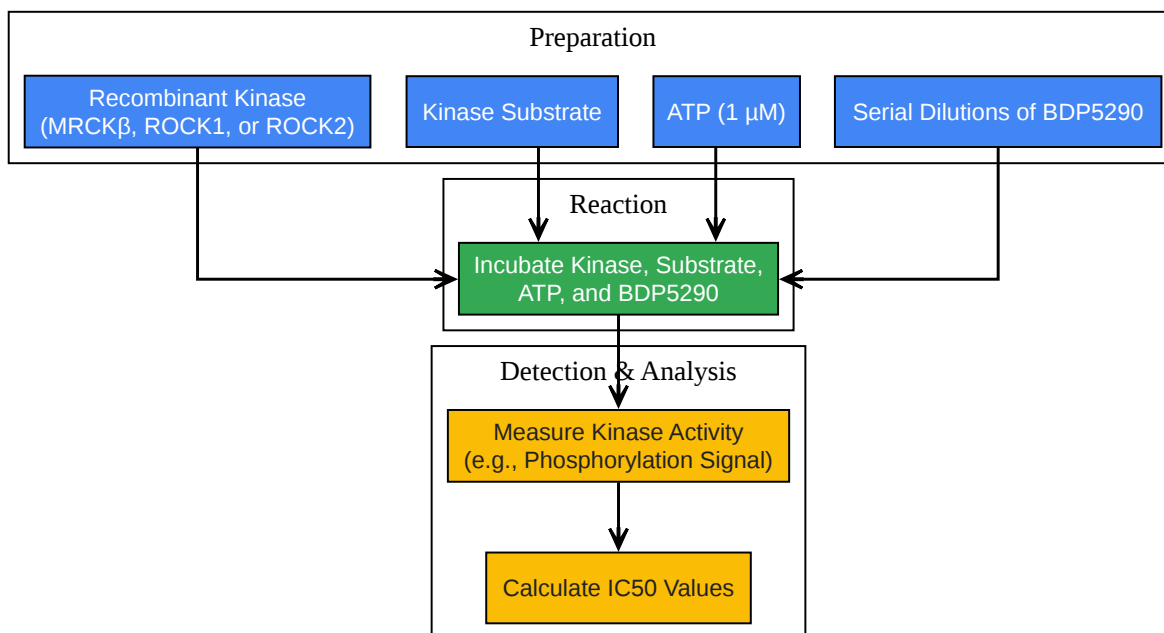 Preparation
Recombinant Kinase
(MRCKβ, ROCK1, or ROCK2)
Kinase Substrate
ATP (1 µM)
Serial Dilutions of BDP5290
Reaction
Incubate Kinase, Substrate,
ATP, and BDP5290
Detection & Analysis
Measure Kinase Activity
(e.g., Phosphorylation Signal)
Calculate IC50 Values